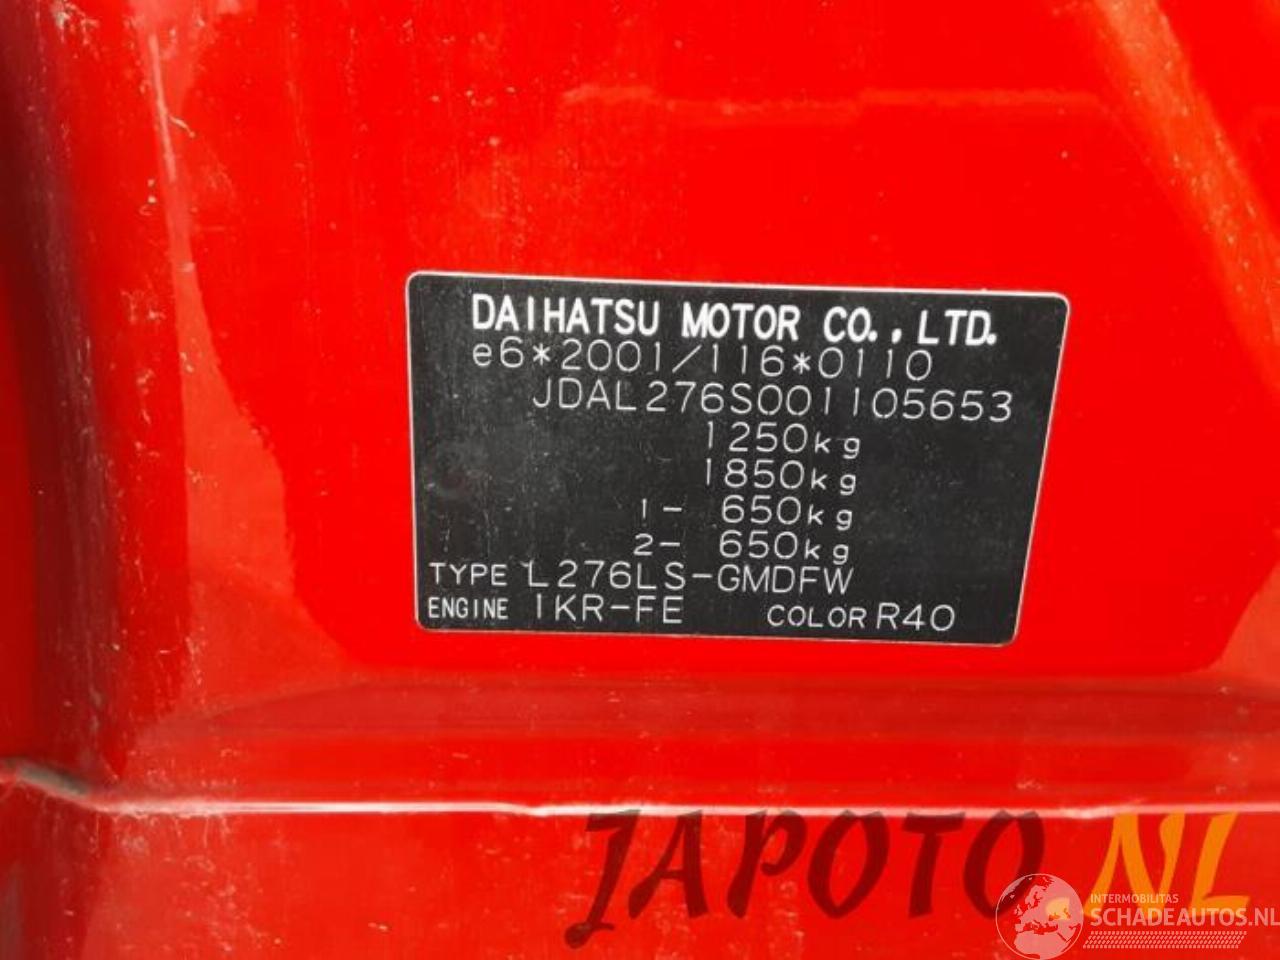 DAIHATSU MOTOR CO.,LTD.
e6*2001/116*0110
JDAL276S001105653
1250kg
1850kg
1- 650kg
2- 650kg
TYPE L276LS-GMDFW
ENGINE 1KR-FE COLOR R40
JAPOTO.NL
INTERMOBILITAS
SCHADEAUTOS.NL